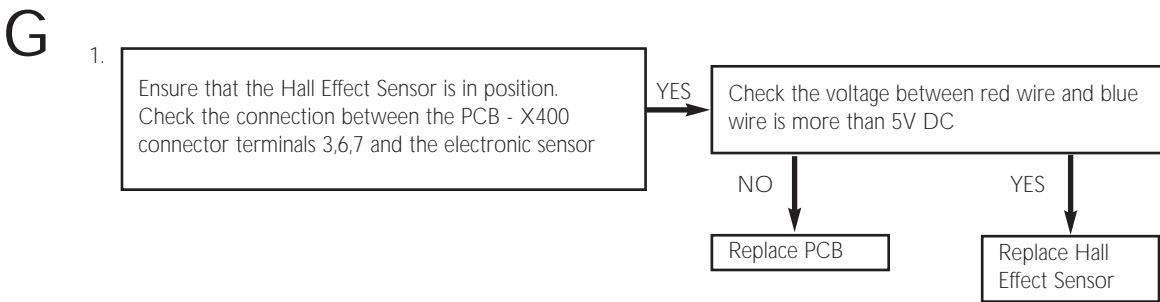 G
1.
Ensure that the Hall Effect Sensor is in position.
Check the connection between the PCB - X400
connector terminals 3,6,7 and the electronic sensor
YES
Check the voltage between red wire and blue
wire is more than 5V DC
NO
YES
Replace PCB
Replace Hall
Effect Sensor